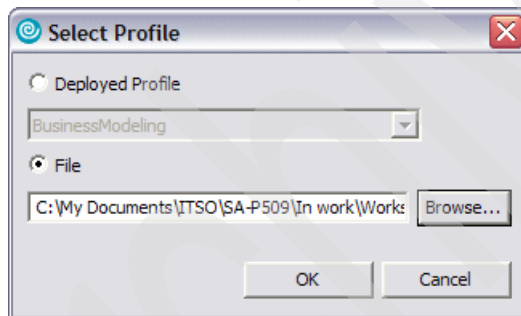 Select Profile
Deployed Profile
BusinessModeling
File
C:\My Documents\ITSO\SA-P509\In work\Works Browse...
OK Cancel